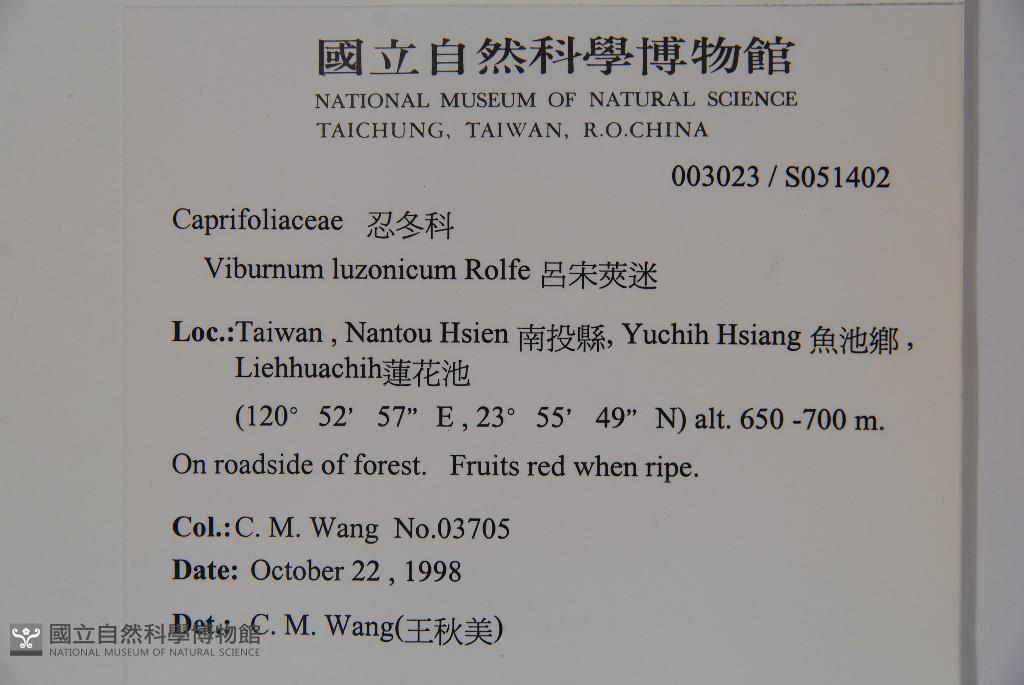 國立自然科學博物館
NATIONAL MUSEUM OF NATURAL SCIENCE
TAICHUNG, TAIWAN, R.O.CHINA
003023 / S051402
Caprifoliaceae 忍冬科
Viburnum luzonicum Rolfe 呂宋莢迷
Loc.:Taiwan , Nantou Hsien 南投縣, Yuchih Hsiang 魚池鄉 ,
Liehhuachih蓮花池
(120° 52’ 57” E , 23° 55’ 49” N) alt. 650 -700 m.
On roadside of forest. Fruits red when ripe.
Col.:C. M. Wang No.03705
Date: October 22 , 1998
Det.: C. M. Wang(王秋美)
國立自然科學博物館
NATIONAL MUSEUM OF NATURAL SCIENCE